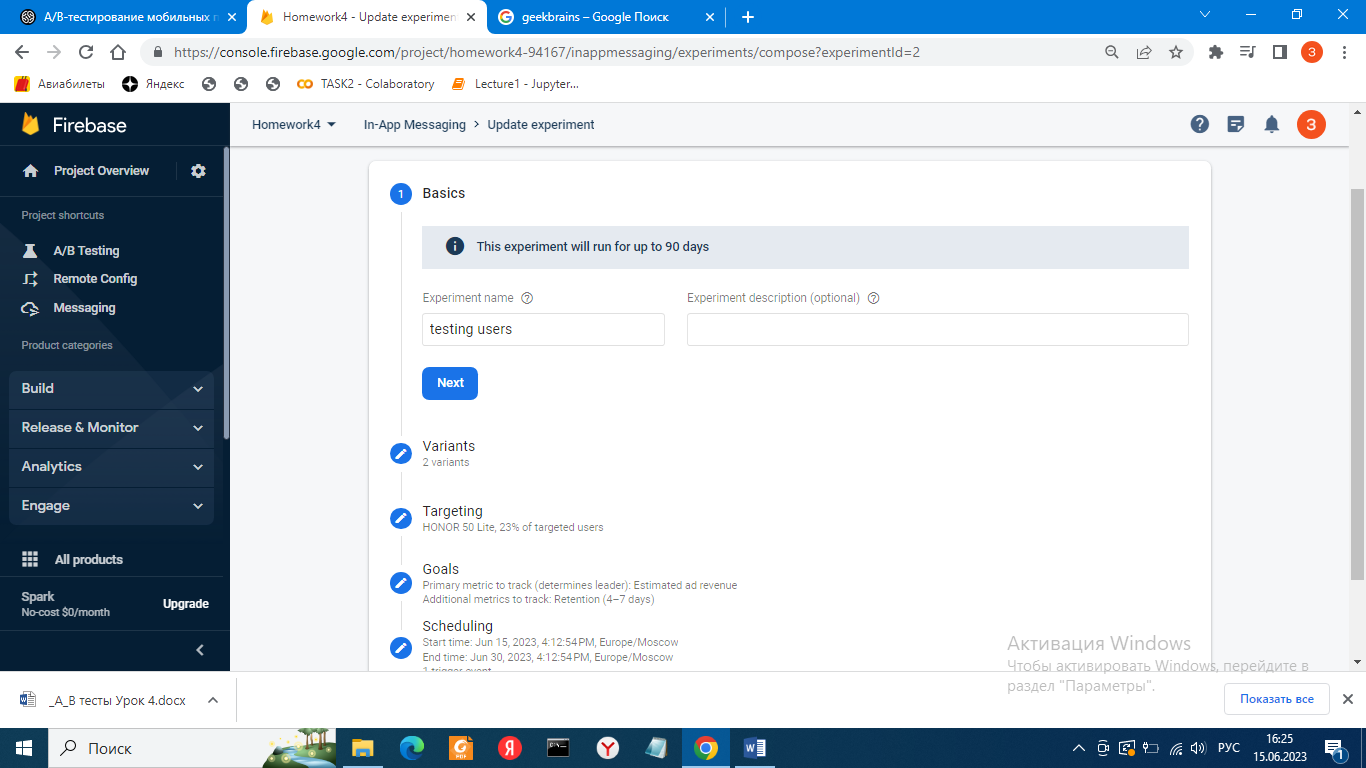 А/В-тестирование мобильных п
Homework4 - Update experimen
geekbrains – Google Поиск
https://console.firebase.google.com/project/homework4-94167/inappmessaging/experiments/compose?experimentId=2
З
Авиабилеты
Яндекс
TASK2 - Colaboratory
Lecture1 - Jupyter...
Firebase
Homework4
In-App Messaging
Update experiment
З
Project Overview
Project shortcuts
A/B Testing
Remote Config
Messaging
Product categories
Build
Release & Monitor
Analytics
Engage
All products
Spark
No-cost $0/month
Upgrade
1
Basics
This experiment will run for up to 90 days
Experiment name
Experiment description (optional)
testing users
Next
Variants
2 variants
Targeting
HONOR 50 Lite, 23% of targeted users
Goals
Primary metric to track (determines leader): Estimated ad revenue
Additional metrics to track: Retention (4–7 days)
Scheduling
Start time: Jun 15, 2023, 4:12:54 PM, Europe/Moscow
End time: Jun 30, 2023, 4:12:54 PM, Europe/Moscow
1 trigger event
Активация Windows
Чтобы активировать Windows, перейдите в
раздел "Параметры".
_А_В тесты Урок 4.docx
Показать все
Поиск
РУС
16:25
15.06.2023
1